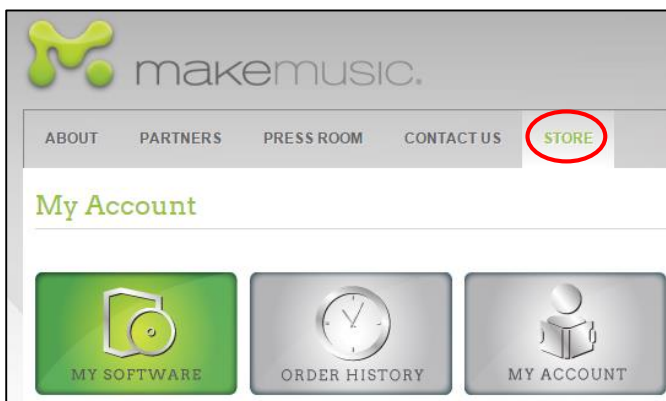 makemusic.
ABOUT PARTNERS PRESS ROOM CONTACT US STORE
My Account
MY SOFTWARE ORDER HISTORY MY ACCOUNT